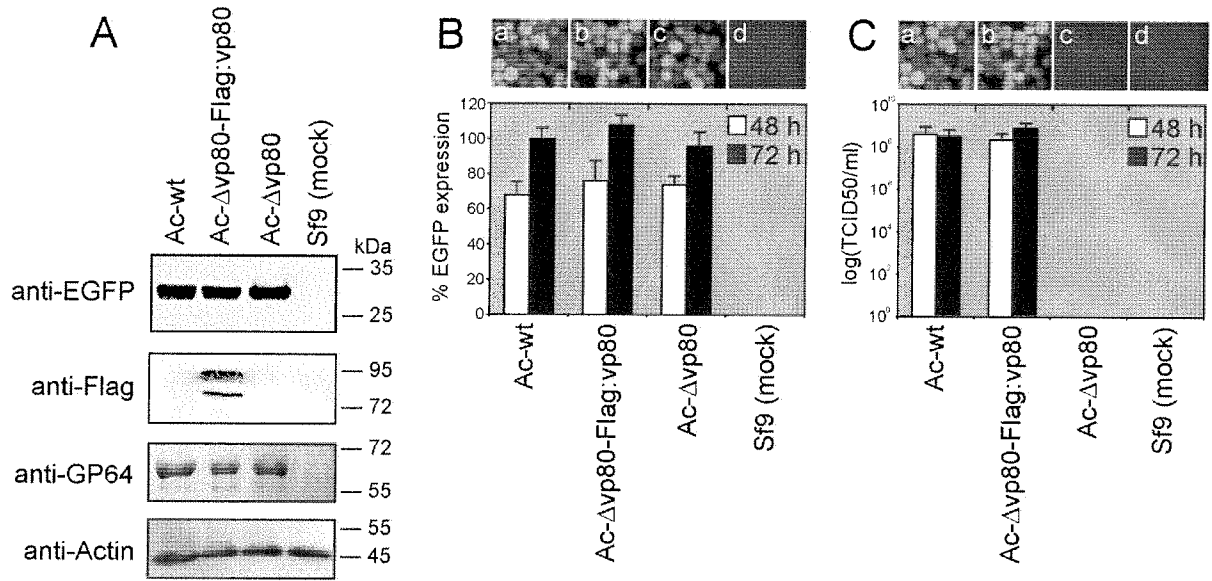 A
Ac-wt
Ac-Δvp80-Flag:vp80
Ac-Δvp80
Sf9 (mock)
kDa
anti-EGFP
35
25
anti-Flag
95
72
anti-GP64
72
55
anti-Actin
55
45
B
a b c d
% EGFP expression
120
100
80
60
40
20
0
48 h
72 h
Ac-wt
Ac-Δvp80-Flag:vp80
Ac-Δvp80
Sf9 (mock)
C
a b c d
log(TCID50/ml)
10¹⁰
10⁸
10⁶
10⁴
10²
10⁰
48 h
72 h
Ac-wt
Ac-Δvp80-Flag:vp80
Ac-Δvp80
Sf9 (mock)